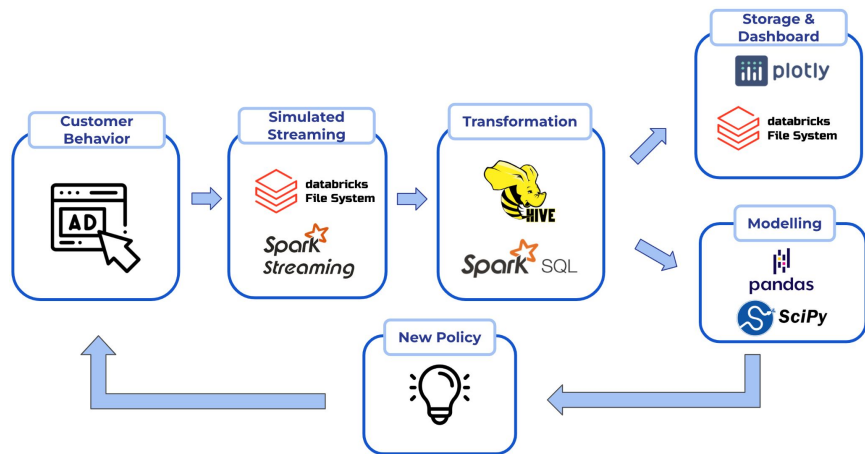 Customer
Behavior
AD
Simulated
Streaming
databricks
File System
Spark
Streaming
Transformation
HIVE
Spark SQL
Storage &
Dashboard
plotly
databricks
File System
Modelling
pandas
SciPy
New Policy